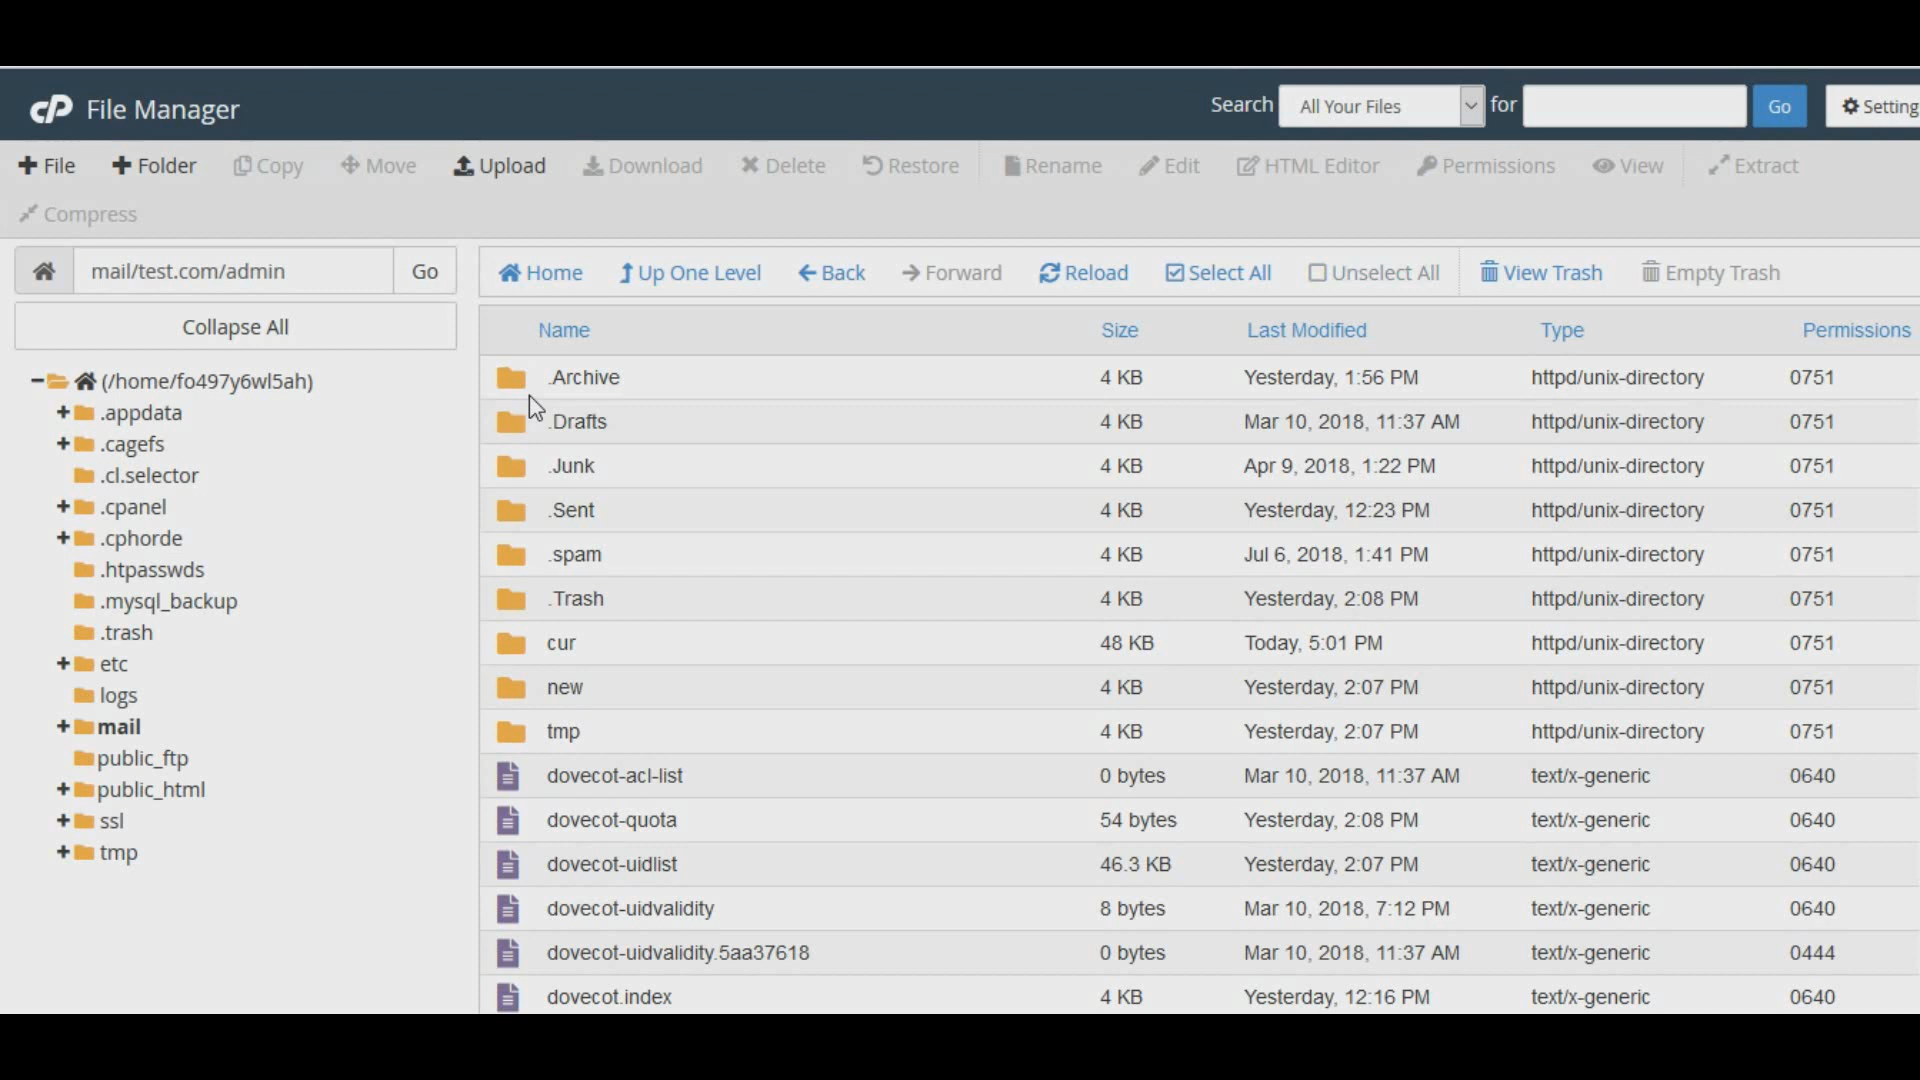 cP File Manager
Search All Your Files for Go Setting
File Folder Copy Move Upload Download Delete Restore Rename Edit HTML Editor Permissions View Extract
Compress
mail/test.com/admin Go
Home Up One Level Back Forward Reload Select All Unselect All View Trash Empty Trash
Collapse All
(/home/fo497y6wl5ah)
.appdata
.cagefs
.cl.selector
.cpanel
.cphorde
.htpasswds
.mysql_backup
.trash
etc
logs
mail
public_ftp
public_html
ssl
tmp
Name Size Last Modified Type Permissions
.Archive 4 KB Yesterday, 1:56 PM httpd/unix-directory 0751
.Drafts 4 KB Mar 10, 2018, 11:37 AM httpd/unix-directory 0751
.Junk 4 KB Apr 9, 2018, 1:22 PM httpd/unix-directory 0751
.Sent 4 KB Yesterday, 12:23 PM httpd/unix-directory 0751
.spam 4 KB Jul 6, 2018, 1:41 PM httpd/unix-directory 0751
.Trash 4 KB Yesterday, 2:08 PM httpd/unix-directory 0751
cur 48 KB Today, 5:01 PM httpd/unix-directory 0751
new 4 KB Yesterday, 2:07 PM httpd/unix-directory 0751
tmp 4 KB Yesterday, 2:07 PM httpd/unix-directory 0751
dovecot-acl-list 0 bytes Mar 10, 2018, 11:37 AM text/x-generic 0640
dovecot-quota 54 bytes Yesterday, 2:08 PM text/x-generic 0640
dovecot-uidlist 46.3 KB Yesterday, 2:07 PM text/x-generic 0640
dovecot-uidvalidity 8 bytes Mar 10, 2018, 7:12 PM text/x-generic 0640
dovecot-uidvalidity.5aa37618 0 bytes Mar 10, 2018, 11:37 AM text/x-generic 0444
dovecot.index 4 KB Yesterday, 12:16 PM text/x-generic 0640